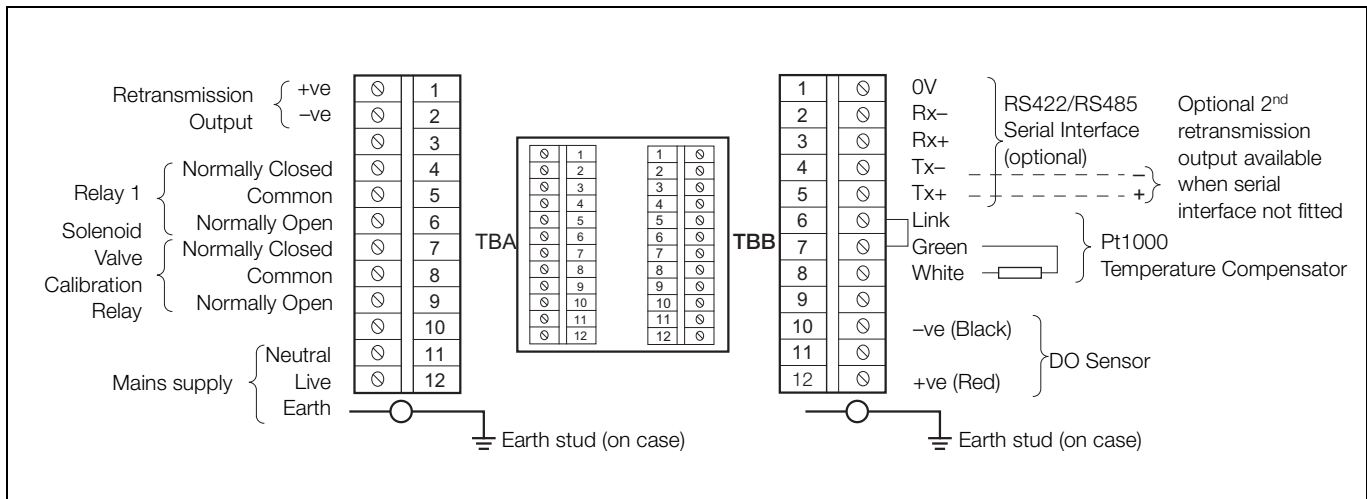 Retransmission Output
+ve
–ve
Relay 1
Normally Closed
Common
Normally Open
Solenoid Valve Calibration Relay
Normally Closed
Common
Normally Open
Mains supply
Neutral
Live
Earth
1
2
3
4
5
6
7
8
9
10
11
12
Earth stud (on case)
TBA
1
2
3
4
5
6
7
8
9
10
11
12
1
2
3
4
5
6
7
8
9
10
11
12
TBB
1
2
3
4
5
6
7
8
9
10
11
12
0V
Rx–
Rx+
Tx–
Tx+
Link
Green
White
–ve (Black)
+ve (Red)
RS422/RS485
Serial Interface
(optional)
–
+
Optional 2nd
retransmission
output available
when serial
interface not fitted
Pt1000
Temperature Compensator
DO Sensor
Earth stud (on case)